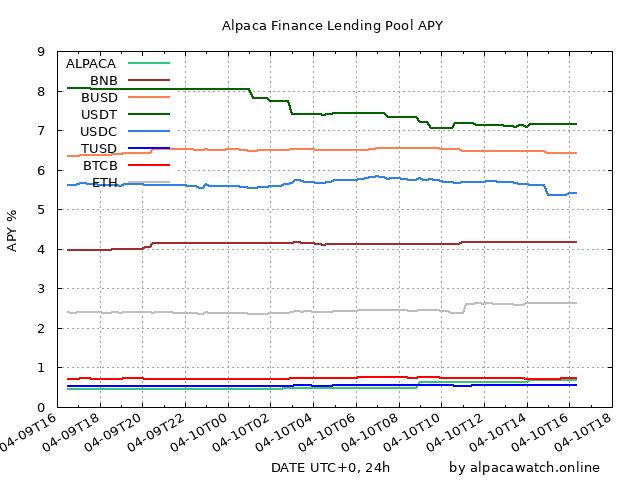 Alpaca Finance Lending Pool APY
9
8
7
6
5
4
3
2
1
0
APY %
ALPACA
BNB
BUSD
USDT
USDC
TUSD
BTCB
ETH
04-09T16
04-09T18
04-09T20
04-09T22
04-10T00
04-10T02
04-10T04
04-10T06
04-10T08
04-10T10
04-10T12
04-10T14
04-10T16
04-10T18
DATE UTC+0, 24h
by alpacawatch.online